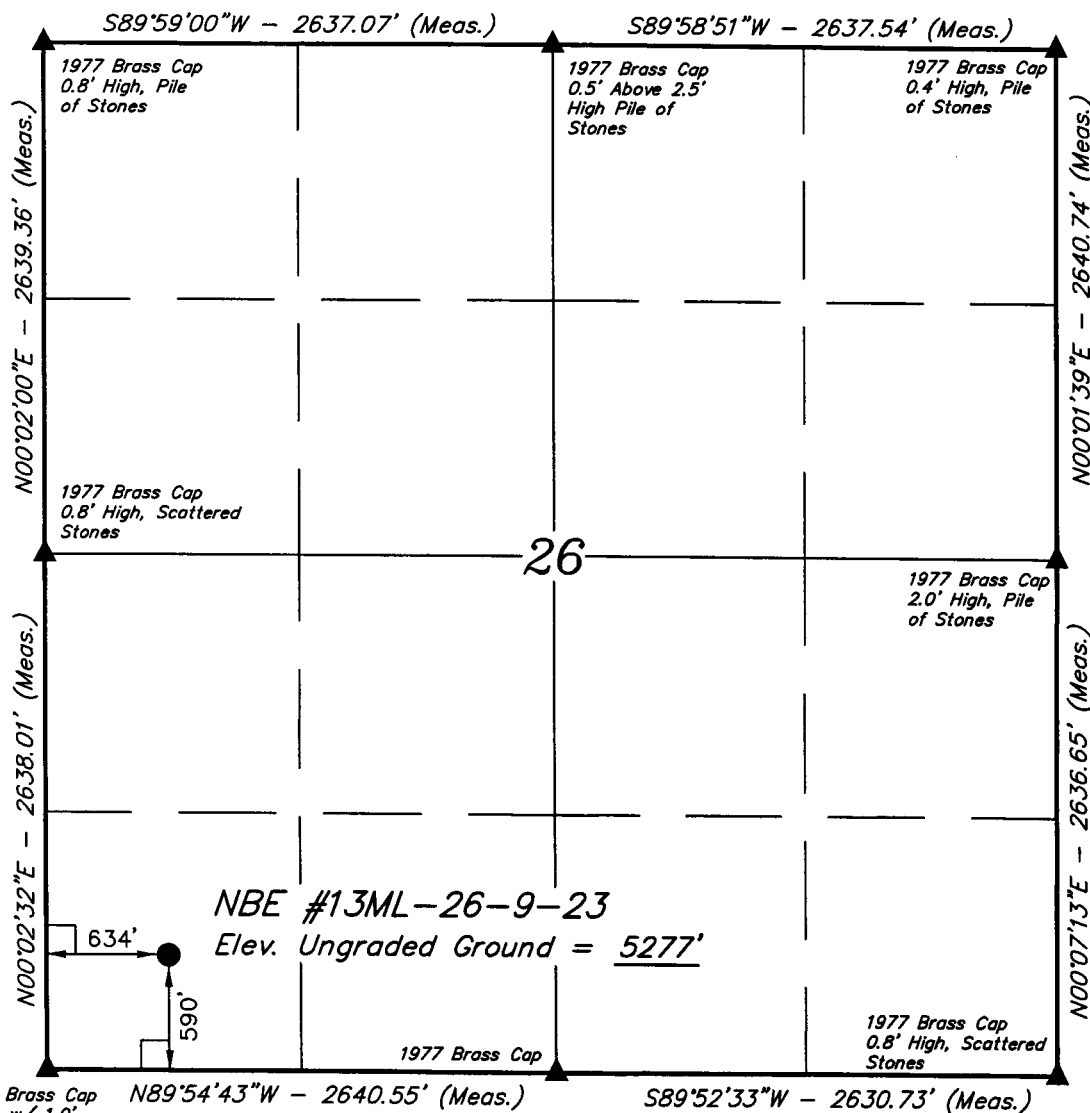 S89°59'00"W - 2637.07' (Meas.)
S89°58'51"W - 2637.54' (Meas.)
1977 Brass Cap
0.8' High, Pile
of Stones
1977 Brass Cap
0.5' Above 2.5'
High Pile of
Stones
1977 Brass Cap
0.4' High, Pile
of Stones
N00°02'00"E - 2639.36' (Meas.)
N00°01'39"E - 2640.74' (Meas.)
1977 Brass Cap
0.8' High, Scattered
Stones
26
1977 Brass Cap
2.0' High, Pile
of Stones
N00°02'32"E - 2638.01' (Meas.)
N00°07'13"E - 2636.65' (Meas.)
NBE #13ML-26-9-23
Elev. Ungraded Ground = 5277'
634'
590'
1977 Brass Cap
0.8' High, Scattered
Stones
1977 Brass Cap
Brass Cap
N89°54'43"W - 2640.55' (Meas.)
S89°52'33"W - 2630.73' (Meas.)